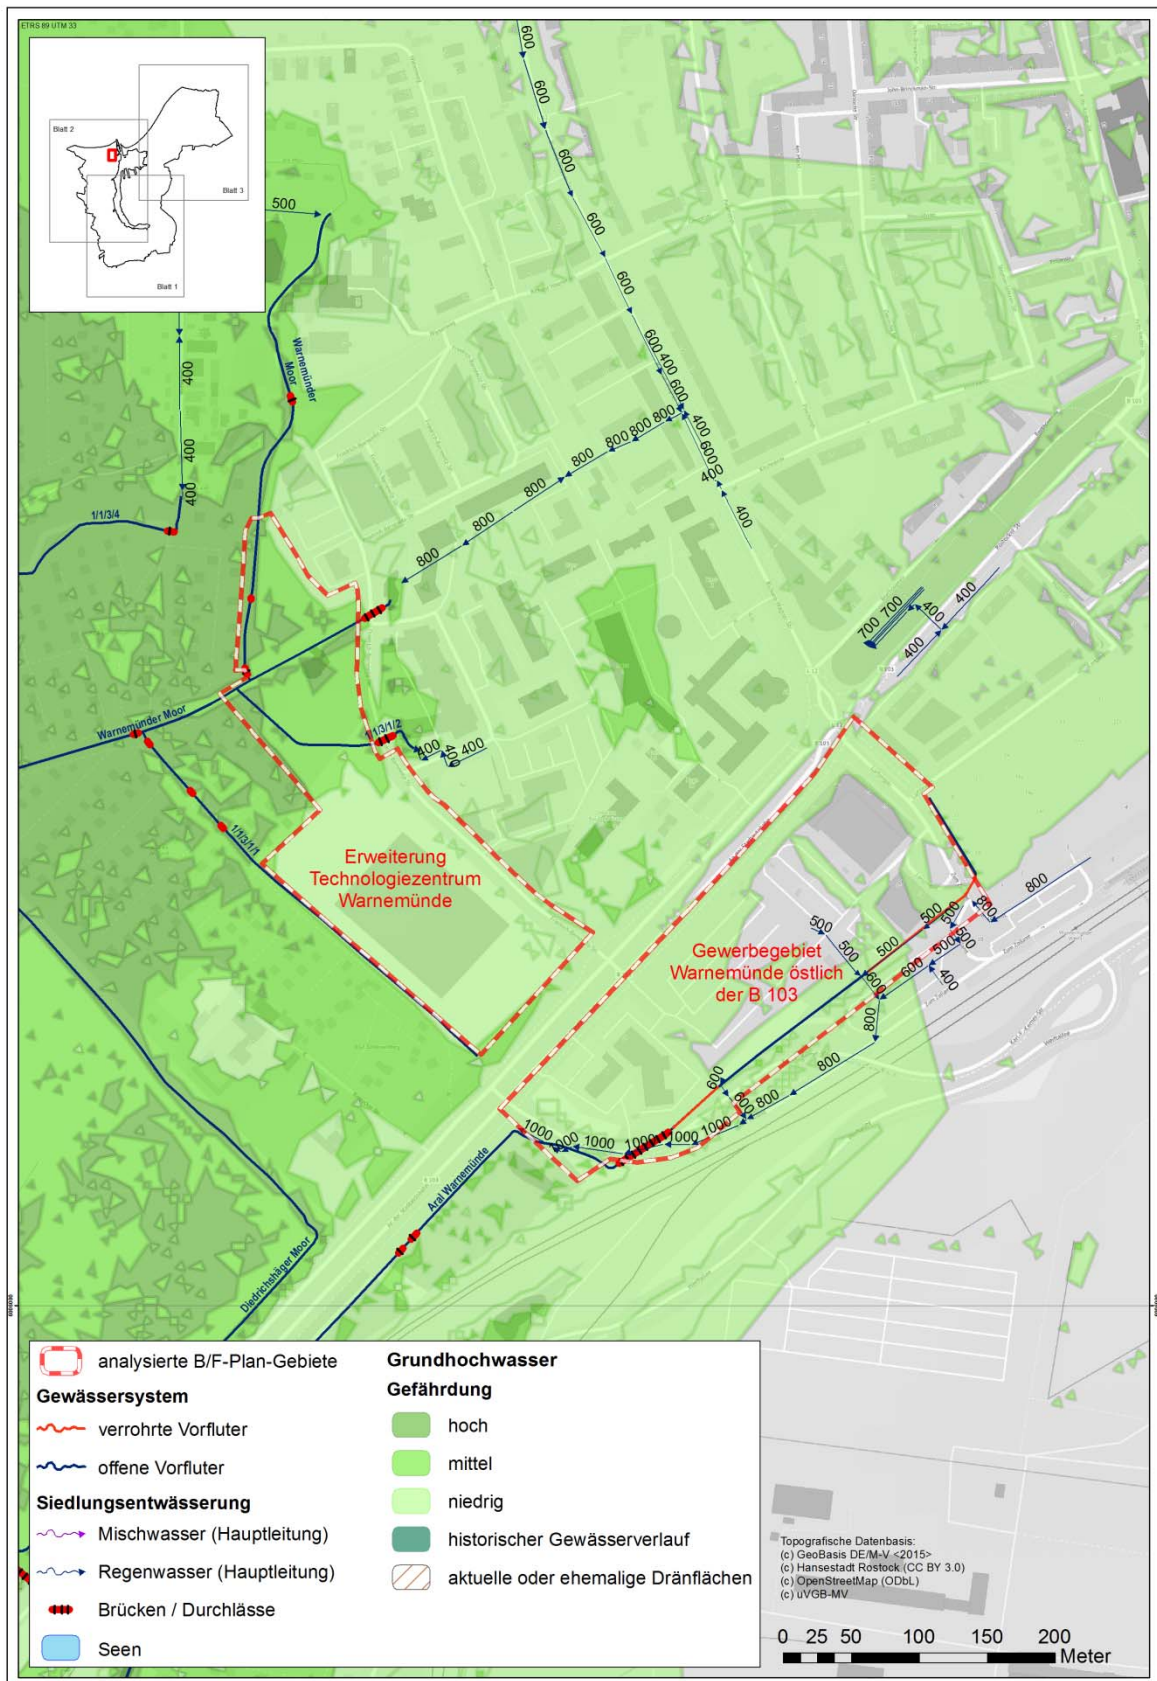 ETRS 89 UTM 33
Blatt 2
Blatt 3
Blatt 1
500
600
600
600
600
600
600
400
600
400
600
400
400
800
800
800
800
800
800
800
800
400
400
400
Warnemünder
Moor
1/1/3/4
John-Brinckman-Str.
B 103
700
700
400
400
400
Warnemünder Moor
1/1/3/1/2
400
400
400
1/1/3/1/1
Erweiterung
Technologiezentrum
Warnemünde
Gewerbegebiet
Warnemünde östlich
der B 103
800
800
500
500
500
500
500
500
600
600
400
800
800
800
600
600
1000
1000
1000
1000
1000
1000
Aral Warnemünde
Diedrichshäger Moor
analysierte B/F-Plan-Gebiete
Gewässersystem
verrohrte Vorfluter
offene Vorfluter
Siedlungsentwässerung
Mischwasser (Hauptleitung)
Regenwasser (Hauptleitung)
Brücken / Durchlässe
Seen
Grundhochwasser
Gefährdung
hoch
mittel
niedrig
historischer Gewässerverlauf
aktuelle oder ehemalige Dränflächen
Topografische Datenbasis:
(c) GeoBasis DE/M-V <2015>
(c) Hansestadt Rostock (CC BY 3.0)
(c) OpenStreetMap (ODbL)
(c) uVGB-MV
0 25 50 100 150 200
Meter